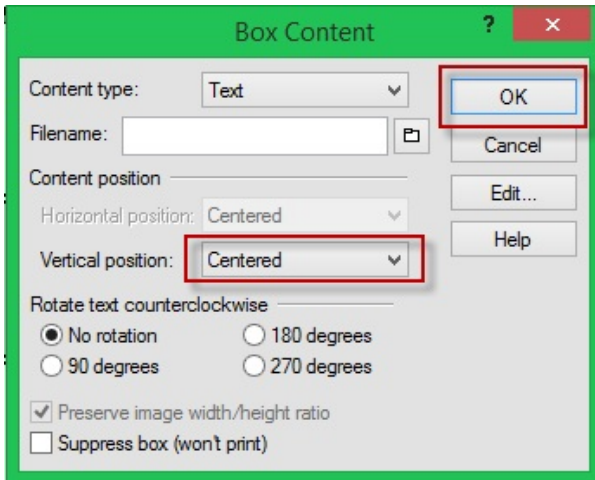 Box Content
?
×
Content type: Text
OK
Filename:
Cancel
Content position
Edit...
Horizontal position: Centered
Help
Vertical position: Centered
Rotate text counterclockwise
No rotation 180 degrees
90 degrees 270 degrees
Preserve image width/height ratio
Suppress box (won't print)